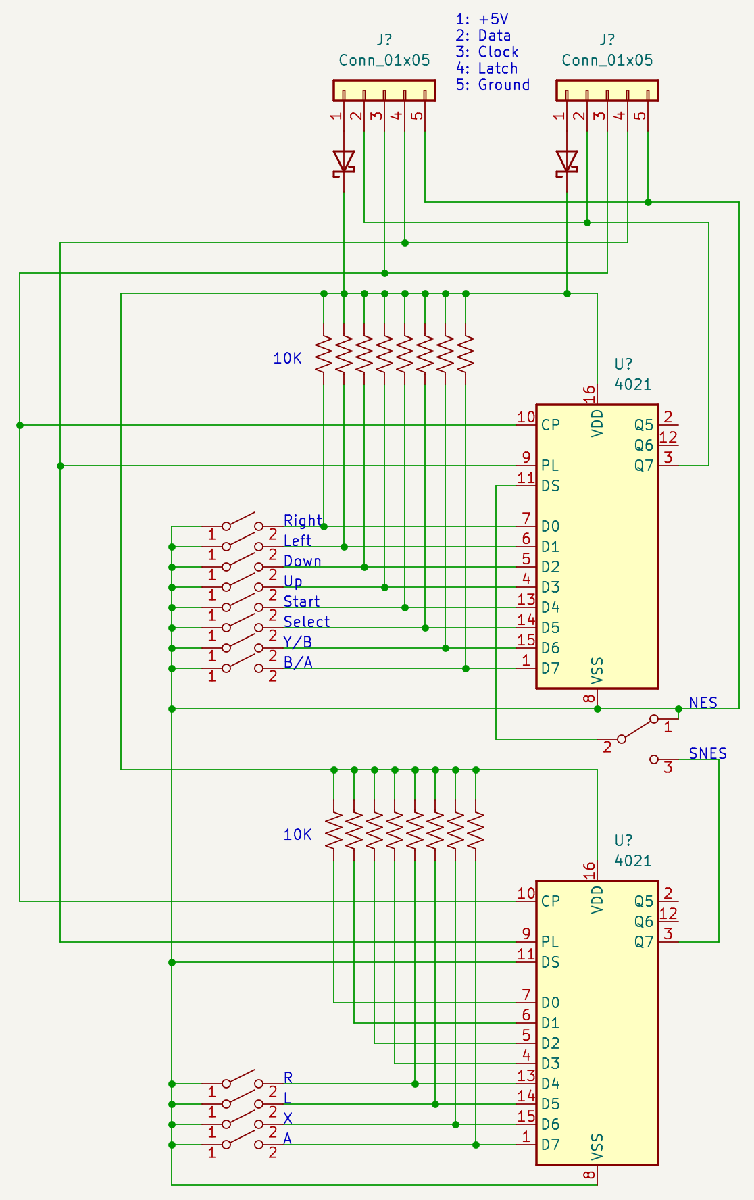 1: +5V
2: Data
3: Clock
4: Latch
5: Ground
J?
Conn_01x05
1 2 3 4 5
J?
Conn_01x05
1 2 3 4 5
10K
U?
4021
16
VDD
10 CP
9 PL
11 DS
7 D0
6 D1
5 D2
4 D3
13 D4
14 D5
15 D6
1 D7
Q5 2
Q6 12
Q7 3
VSS
8
1 2 Right
1 2 Left
1 2 Down
1 2 Up
1 2 Start
1 2 Select
1 2 Y/B
1 2 B/A
NES
1
2
SNES
3
10K
U?
4021
16
VDD
10 CP
9 PL
11 DS
7 D0
6 D1
5 D2
4 D3
13 D4
14 D5
15 D6
1 D7
Q5 2
Q6 12
Q7 3
VSS
8
1 2 R
1 2 L
1 2 X
1 2 A